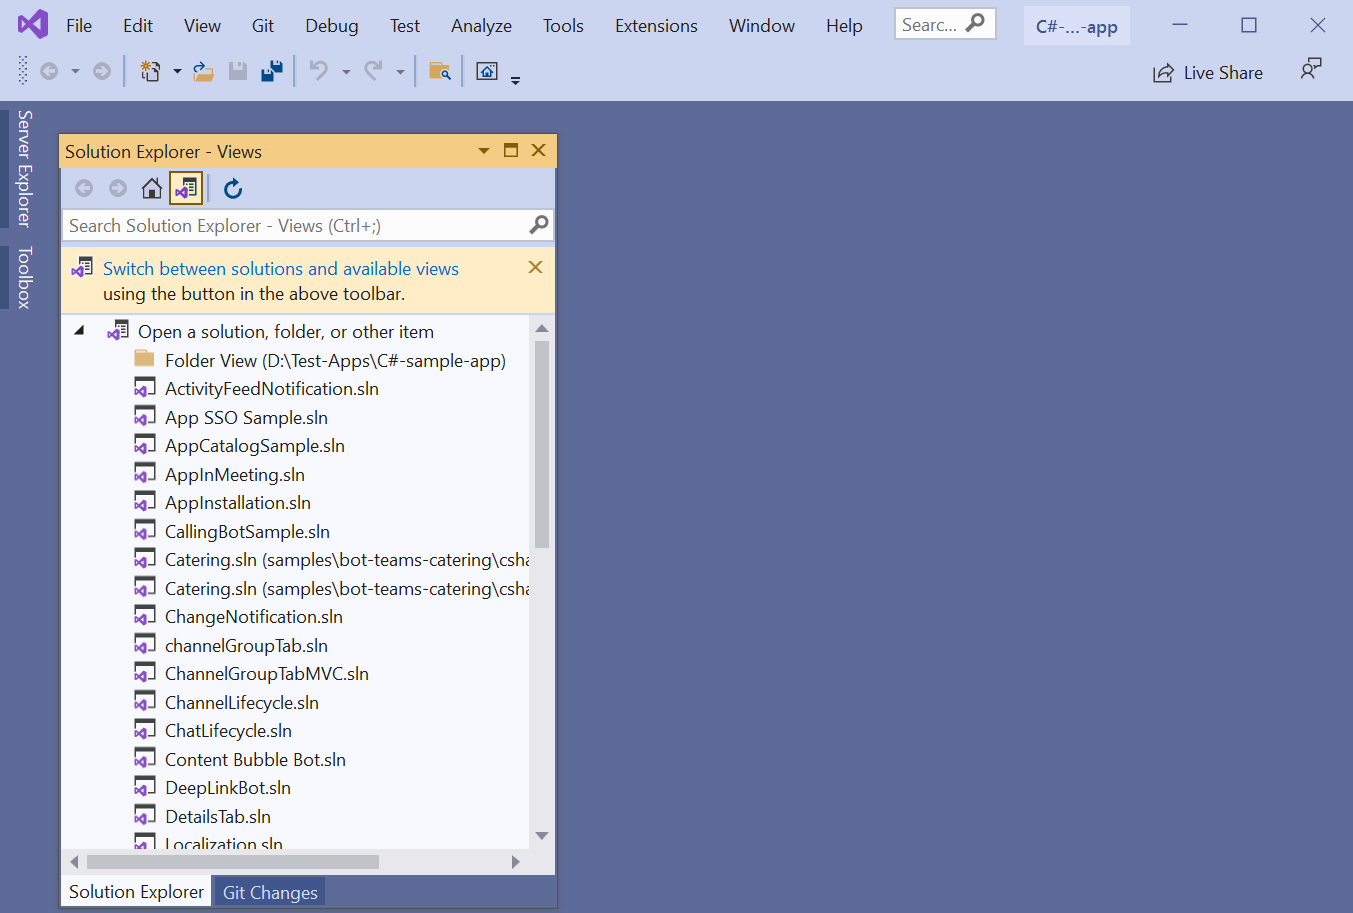 File Edit View Git Debug Test Analyze Tools Extensions Window Help Searc... C#-...-app
Live Share
Server Explorer
Toolbox
Solution Explorer - Views
Search Solution Explorer - Views (Ctrl+;)
Switch between solutions and available views
using the button in the above toolbar.
Open a solution, folder, or other item
Folder View (D:\Test-Apps\C#-sample-app)
ActivityFeedNotification.sln
App SSO Sample.sln
AppCatalogSample.sln
AppInMeeting.sln
AppInstallation.sln
CallingBotSample.sln
Catering.sln (samples\bot-teams-catering\csha
Catering.sln (samples\bot-teams-catering\csha
ChangeNotification.sln
channelGroupTab.sln
ChannelGroupTabMVC.sln
ChannelLifecycle.sln
ChatLifecycle.sln
Content Bubble Bot.sln
DeepLinkBot.sln
DetailsTab.sln
Localization.sln
Solution Explorer Git Changes